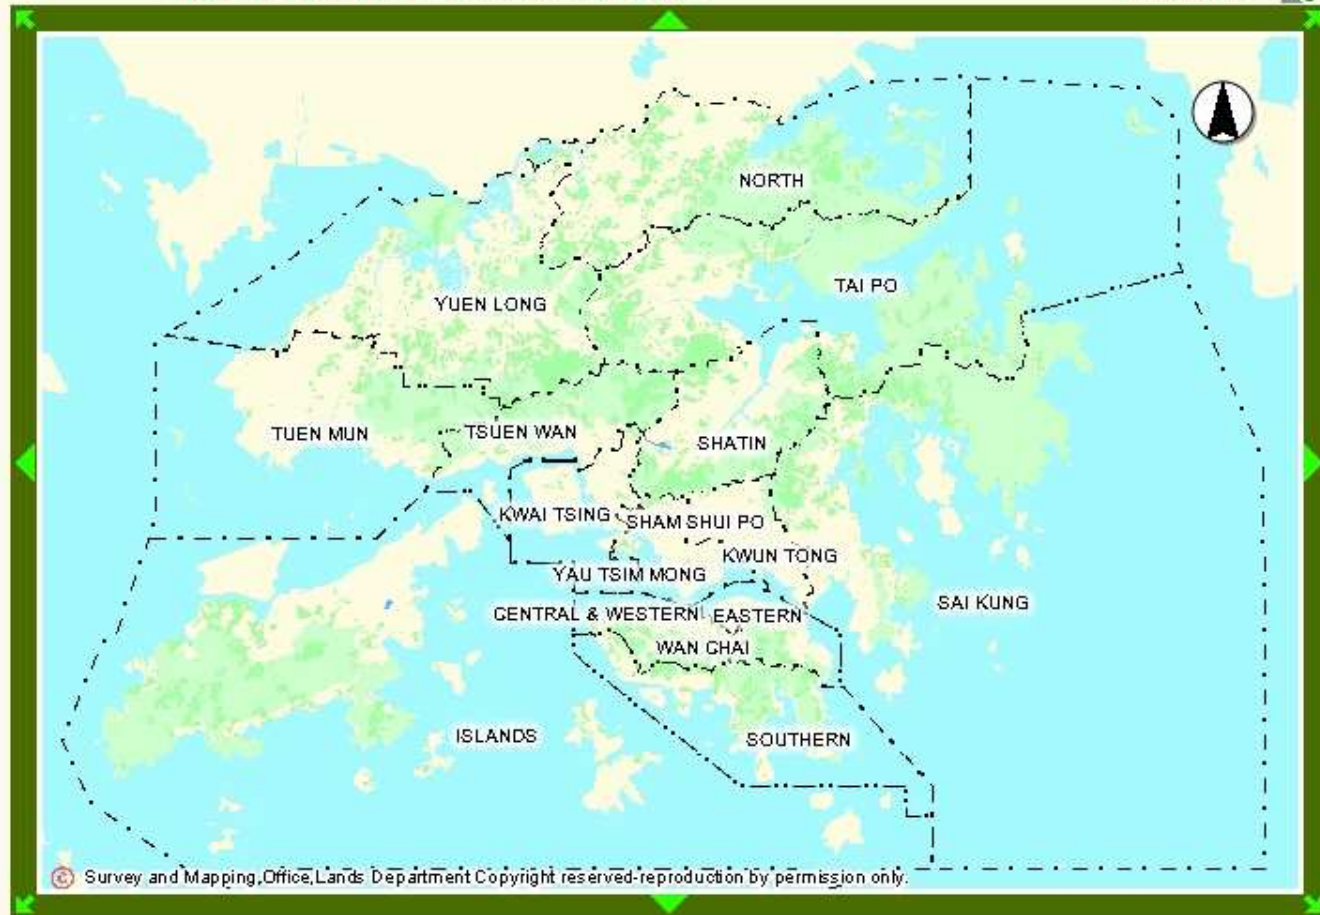 NORTH
TAI PO
YUEN LONG
TUEN MUN
TSUEN WAN
SHATIN
KWAI TSING
SHAM SHUI PO
KWUN TONG
YAU TSIM MONG
SAI KUNG
CENTRAL & WESTERN
EASTERN
WAN CHAI
ISLANDS
SOUTHERN
© Survey and Mapping,Office,Lands Department Copyright reserved-reproduction by permission only.